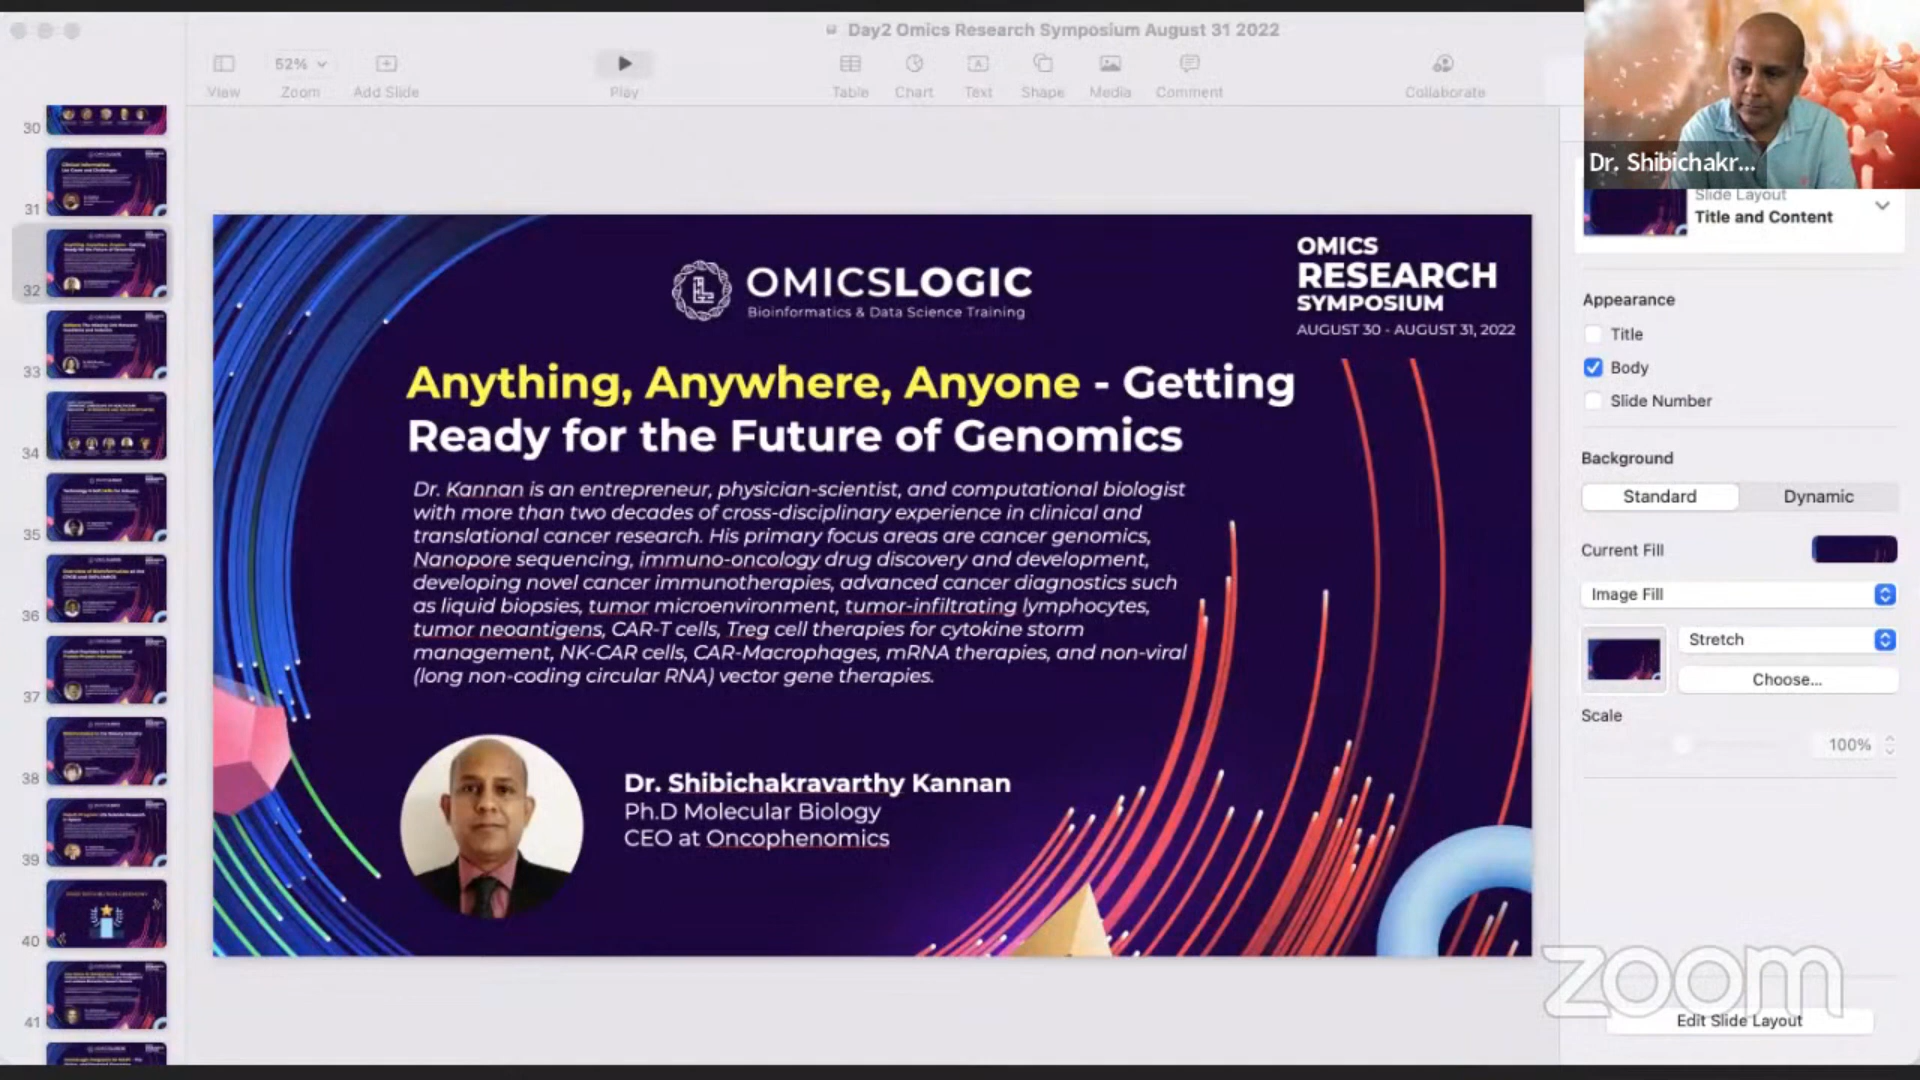 Day2 Omics Research Symposium August 31 2022
52%
View
Zoom
Add Slide
Play
Table
Chart
Text
Shape
Media
Comment
Collaborate
Dr. Shibichakr...
Slide Layout
Title and Content
30
31
32
33
34
35
36
37
38
39
40
41
OMICSLOGIC
Bioinformatics & Data Science Training
OMICS
RESEARCH
SYMPOSIUM
AUGUST 30 - AUGUST 31, 2022
Anything, Anywhere, Anyone - Getting
Ready for the Future of Genomics
Dr. Kannan is an entrepreneur, physician-scientist, and computational biologist
with more than two decades of cross-disciplinary experience in clinical and
translational cancer research. His primary focus areas are cancer genomics,
Nanopore sequencing, immuno-oncology drug discovery and development,
developing novel cancer immunotherapies, advanced cancer diagnostics such
as liquid biopsies, tumor microenvironment, tumor-infiltrating lymphocytes,
tumor neoantigens, CAR-T cells, Treg cell therapies for cytokine storm
management, NK-CAR cells, CAR-Macrophages, mRNA therapies, and non-viral
(long non-coding circular RNA) vector gene therapies.
Dr. Shibichakravarthy Kannan
Ph.D Molecular Biology
CEO at Oncophenomics
Appearance
Title
Body
Slide Number
Background
Standard
Dynamic
Current Fill
Image Fill
Stretch
Choose...
Scale
100%
zoom
Edit Slide Layout